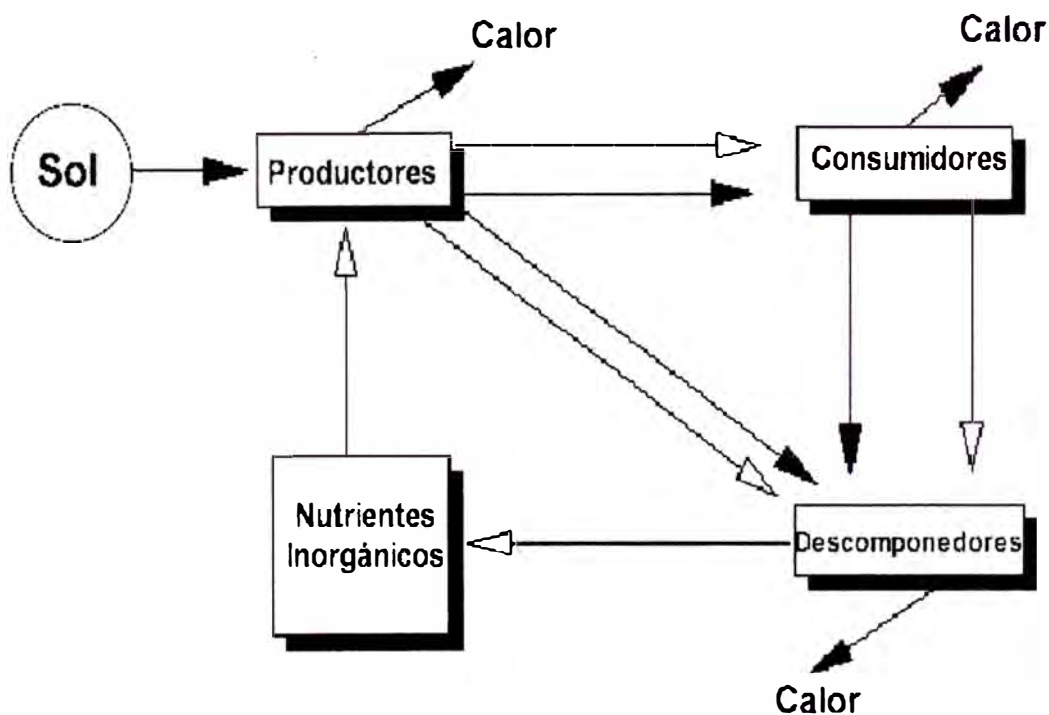 Calor
Calor
Sol
Productores
Consumidores
Nutrientes
Inorgánicos
Descomponedores
Calor